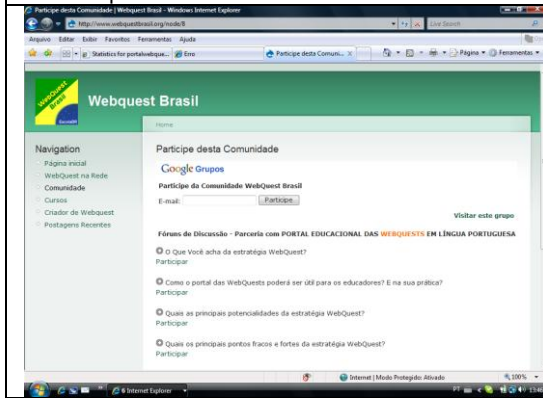 Participe desta Comunidade | Webquest Brasil - Windows Internet Explorer
http://www.webquestbrasil.org/node/8
Live Search
Arquivo Editar Exibir Favoritos Ferramentas Ajuda
Statistics for portalwebque... Erro Participe desta Comuni... Página Ferramentas
Webquest Brasil
Home
Navigation
Página inicial
WebQuest na Rede
Comunidade
Cursos
Criador de Webquest
Postagens Recentes
Participe desta Comunidade
Google Grupos
Participe da Comunidade WebQuest Brasil
E-mail: Participe
Visitar este grupo
Fóruns de Discussão - Parceria com PORTAL EDUCACIONAL DAS WEBQUESTS EM LÍNGUA PORTUGUESA
O Que Você acha da estratégia WebQuest?
Participar
Como o portal das WebQuests poderá ser útil para os educadores? E na sua prática?
Participar
Quais as principais potencialidades da estratégia WebQuest?
Participar
Quais os principais pontos fracos e fortes da estratégia WebQuest?
Participar
Internet | Modo Protegido: Ativado 100%
6 Internet Explorer PT 13:46